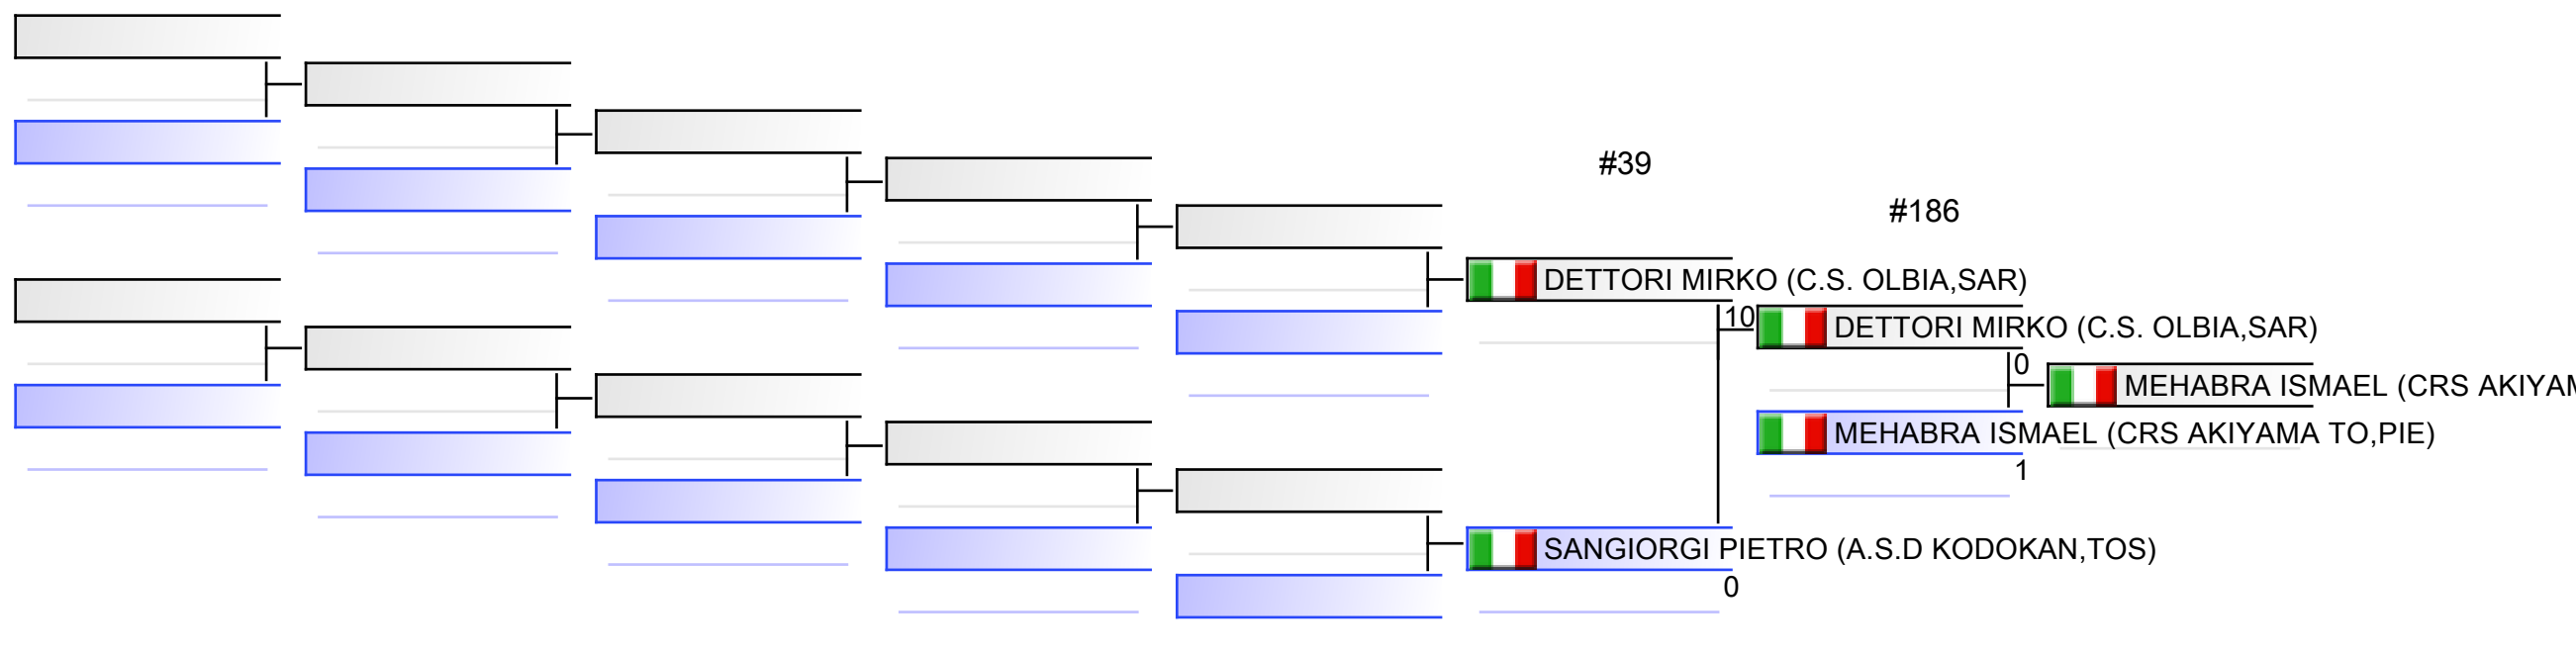 #39
#186
DETTORI MIRKO (C.S. OLBIA,SAR)
10
DETTORI MIRKO (C.S. OLBIA,SAR)
0
MEHABRA ISMAEL (CRS AKIYAM
MEHABRA ISMAEL (CRS AKIYAMA TO,PIE)
1
SANGIORGI PIETRO (A.S.D KODOKAN,TOS)
0